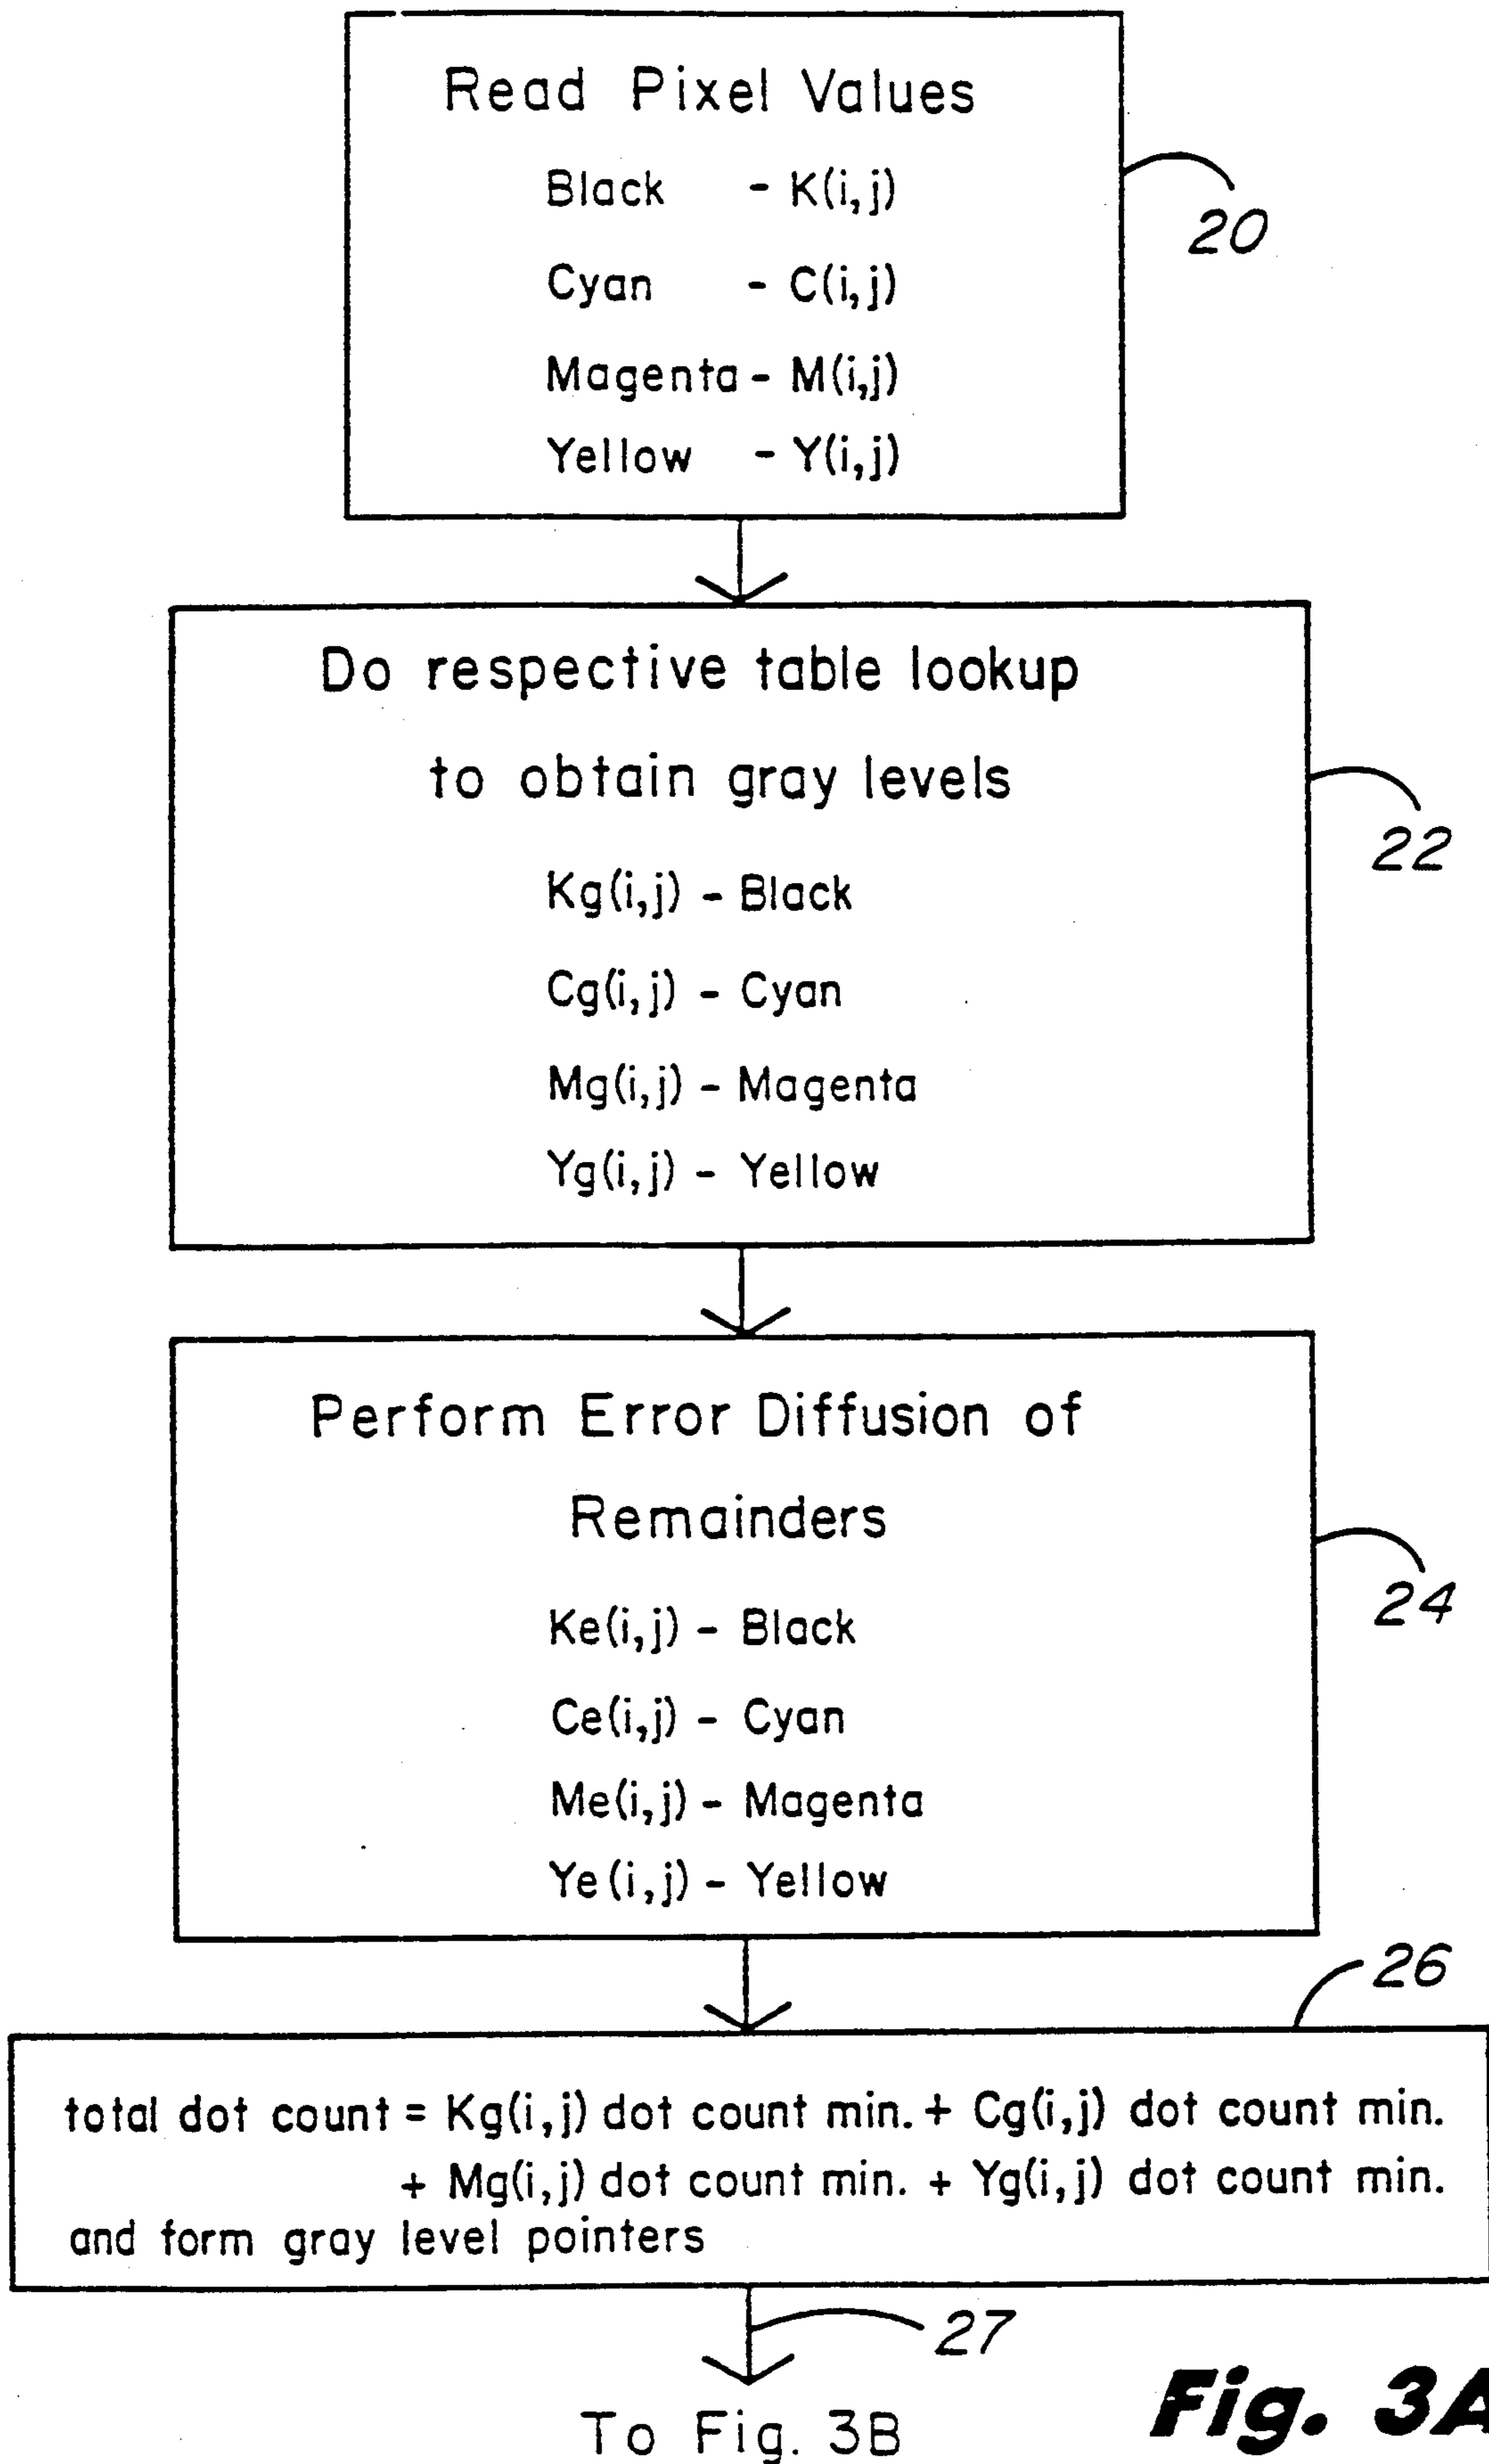 Read Pixel Values
Black - K(i,j)
Cyan - C(i,j)
Magenta - M(i,j)
Yellow - Y(i,j)
20
Do respective table lookup
to obtain gray levels
Kg(i,j) - Black
Cg(i,j) - Cyan
Mg(i,j) - Magenta
Yg(i,j) - Yellow
22
Perform Error Diffusion of
Remainders
Ke(i,j) - Black
Ce(i,j) - Cyan
Me(i,j) - Magenta
Ye(i,j) - Yellow
24
26
total dot count = Kg(i,j) dot count min. + Cg(i,j) dot count min.
+ Mg(i,j) dot count min. + Yg(i,j) dot count min.
and form gray level pointers
27
To Fig. 3B
Fig. 3A